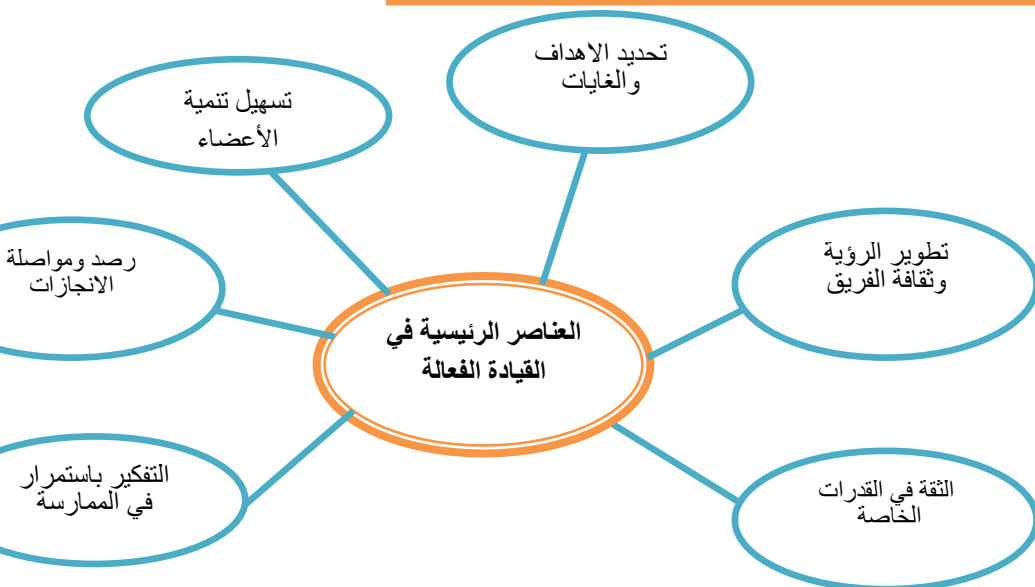 تحديد الاهداف
والغايات
تسهيل تنمية
الأعضاء
تطوير الرؤية
وثقافة الفريق
رصد ومواصلة
الانجازات
العناصر الرئيسية في
القيادة الفعالة
التفكير باستمرار
في الممارسة
الثقة في القدرات
الخاصة